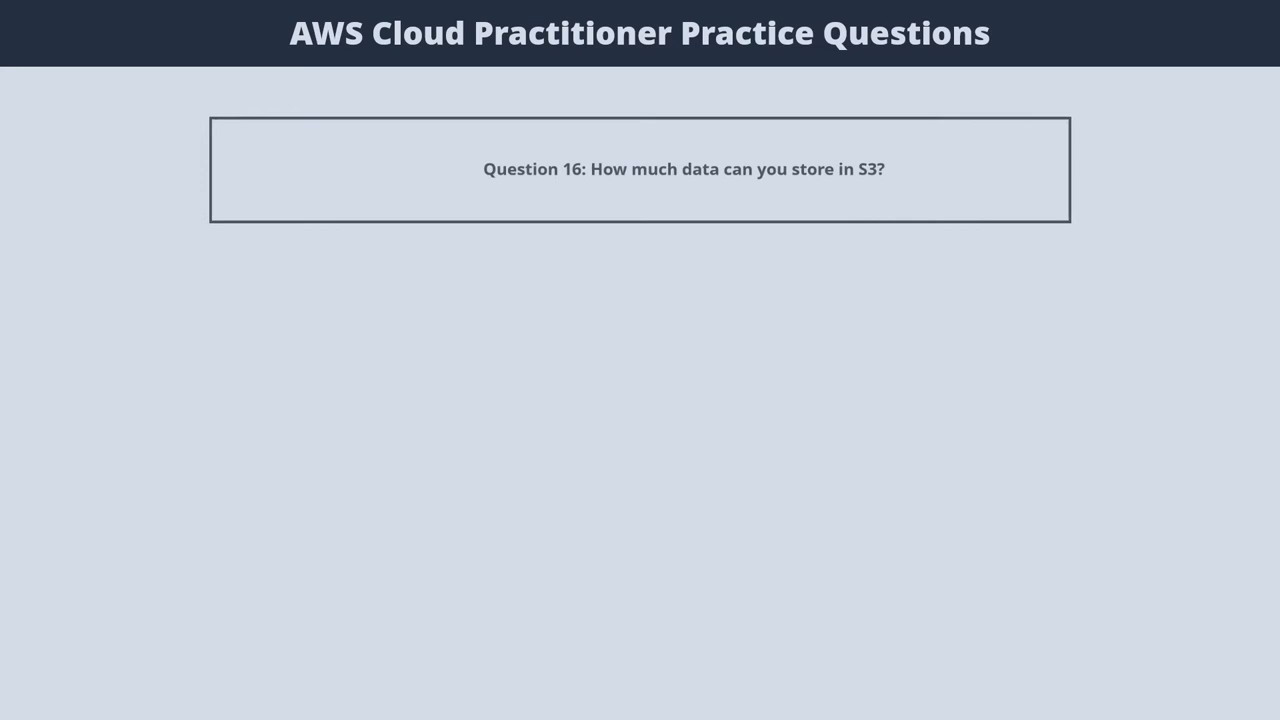 AWS Cloud Practitioner Practice Questions
Question 16: How much data can you store in S3?